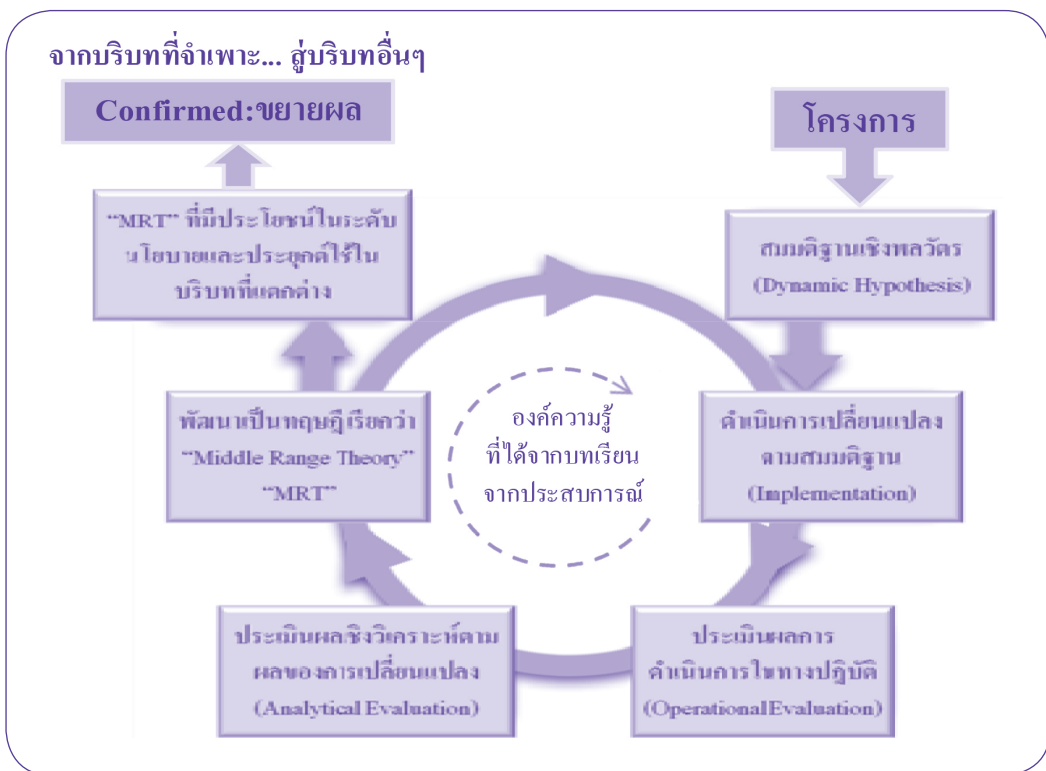 จากบริบทที่จำเพาะ... สู่บริบทอื่นๆ
Confirmed:ขยายผล
โครงการ
“MRT” ที่มีประโยชน์ในระดับ
นโยบายและประยุกต์ใช้ใน
บริบทที่แตกต่าง
สมมติฐานเชิงพลวัตร
(Dynamic Hypothesis)
พัฒนาเป็นทฤษฎีเรียกว่า
“Middle Range Theory”
“MRT”
องค์ความรู้
ที่ได้จากบทเรียน
จากประสบการณ์
ดำเนินการเปลี่ยนแปลง
ตามสมมติฐาน
(Implementation)
ประเมินผลเชิงวิเคราะห์ตาม
ผลของการเปลี่ยนแปลง
(Analytical Evaluation)
ประเมินผลการ
ดำเนินการในทางปฏิบัติ
(Operational Evaluation)